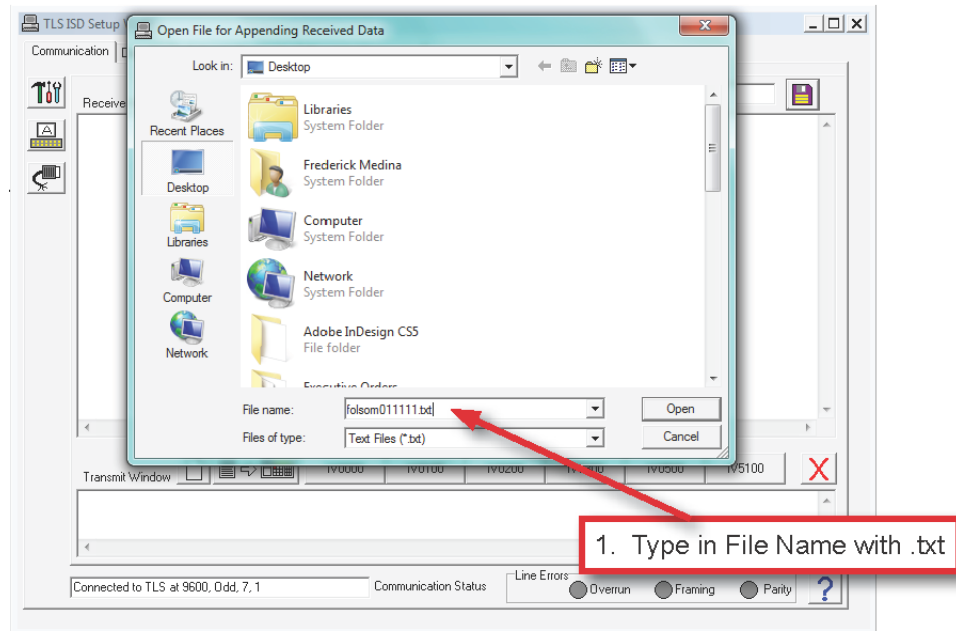 TLS ISD Setup
Open File for Appending Received Data
Communication
Look in:
Desktop
Receive
Recent Places
Desktop
Libraries
Computer
Network
Libraries
System Folder
Frederick Medina
System Folder
Computer
System Folder
Network
System Folder
Adobe InDesign CS5
File folder
Executive Orders
File name:
folsom011111.txt
Open
Files of type:
Text Files (*.txt)
Cancel
Transmit Window
IV0000
IV0100
IV0200
IV0500
IV5100
1. Type in File Name with .txt
Connected to TLS at 9600, Odd, 7, 1
Communication Status
Line Errors
Overrun
Framing
Parity
?